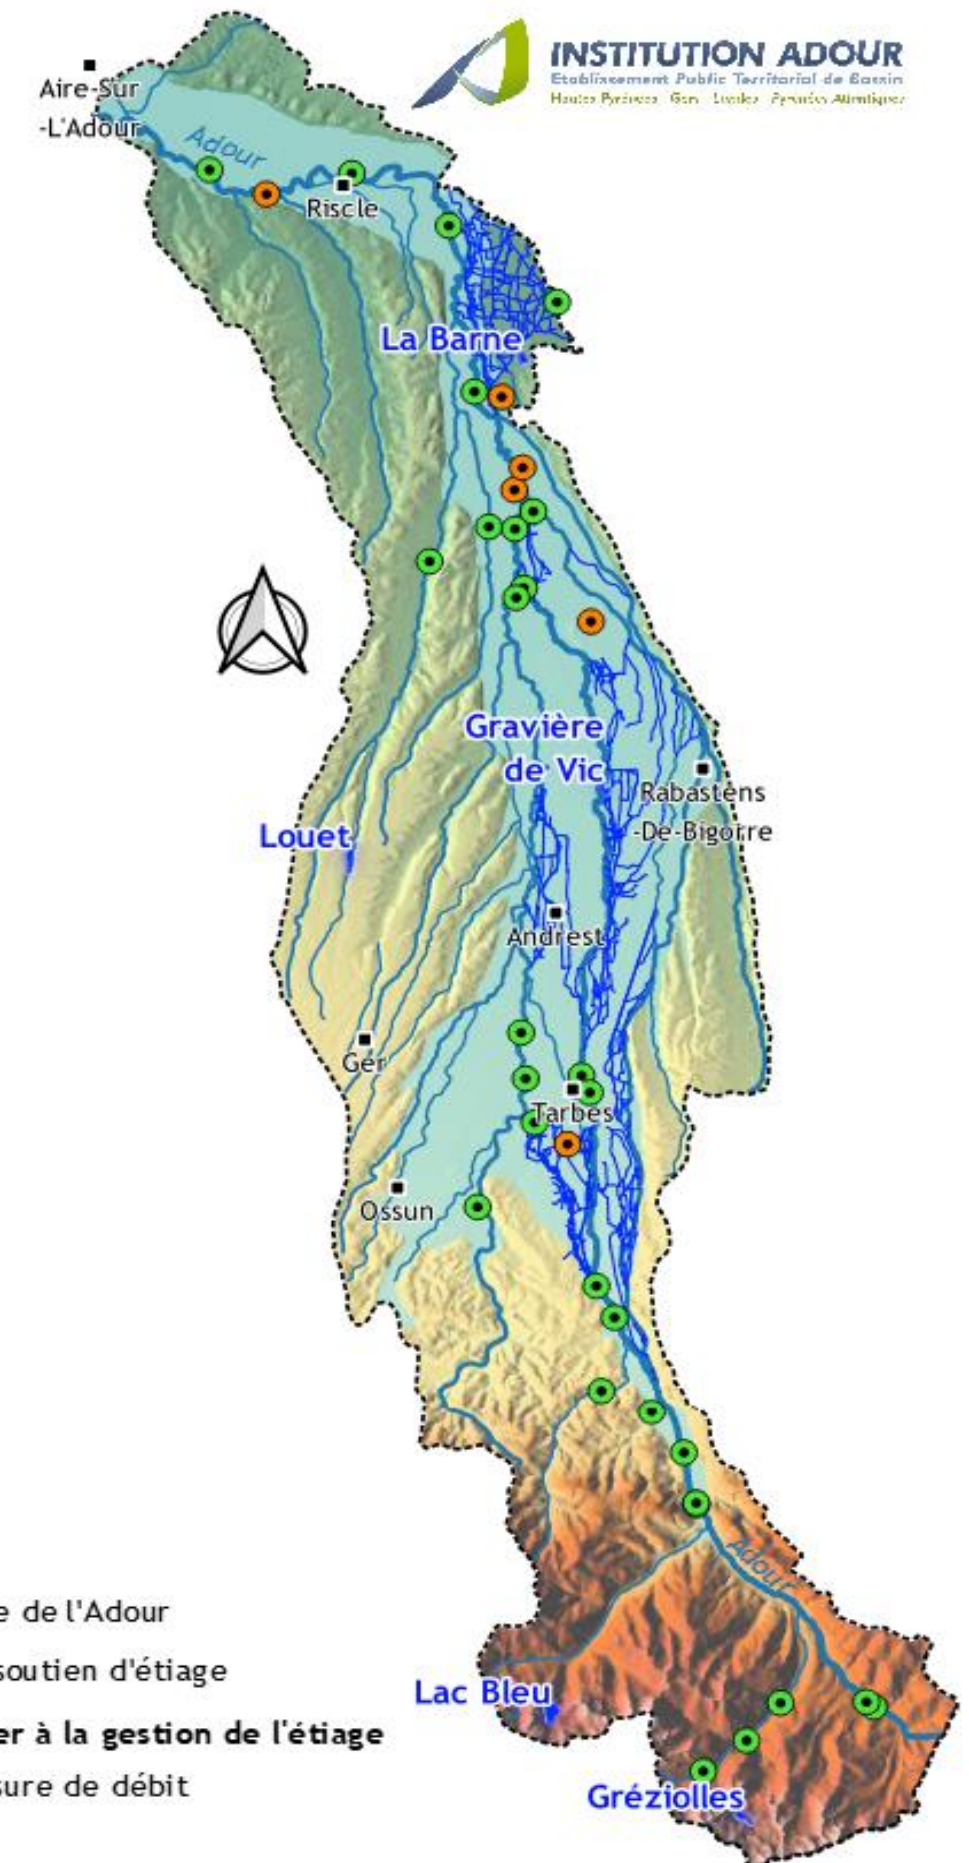 INSTITUTION ADOUR
Etablissement Public Territorial de Bassin
Hautes Pyrénées Gers Landes Pyrénées Atlantiques
Aire-Sur
-L'Adour
Adour
Riscle
La Barne
Gravière
de Vic
Rabastens
-De-Bigorre
Louet
Andrest
Ger
Tarbes
Ossun
Adour
e de l'Adour
soutien d'étiage
Lac Bleu
er à la gestion de l'étiage
sure de débit
Gréziolles